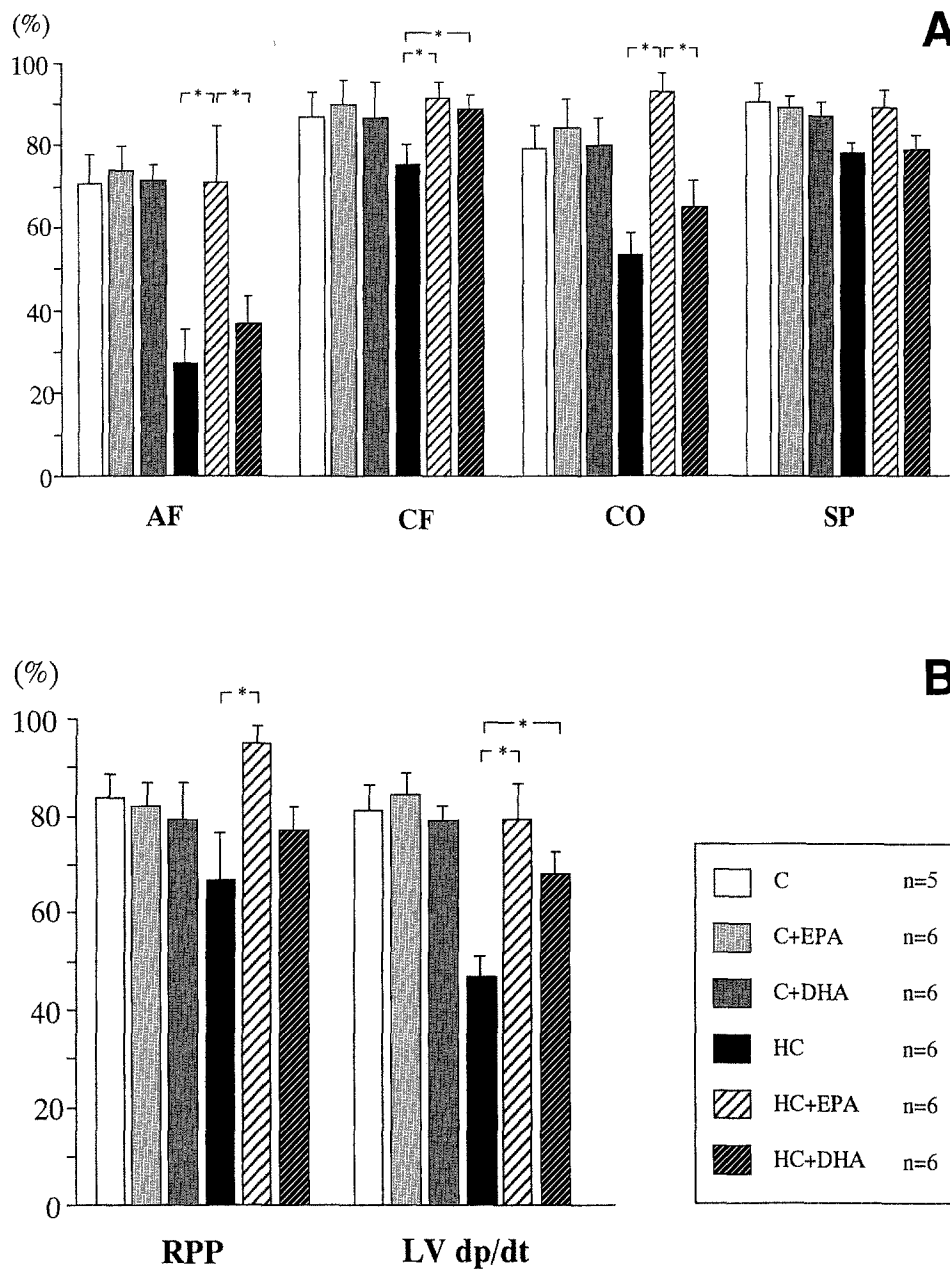 (%)
A
100
80
60
40
20
0
* *
* *
* *
AF CF CO SP
(%)
B
100
80
60
40
20
0
*
* *
RPP LV dp/dt
C n=5
C+EPA n=6
C+DHA n=6
HC n=6
HC+EPA n=6
HC+DHA n=6